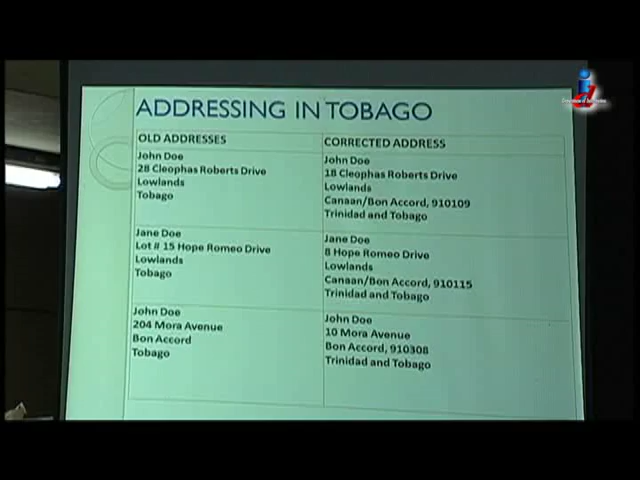 ADDRESSING IN TOBAGO
OLD ADDRESSES
John Doe
28 Cleophas Roberts Drive
Lowlands
Tobago
CORRECTED ADDRESS
John Doe
18 Cleophas Roberts Drive
Lowlands
Canaan/Bon Accord, 910109
Trinidad and Tobago
Jane Doe
Lot # 15 Hope Romeo Drive
Lowlands
Tobago
Jane Doe
8 Hope Romeo Drive
Lowlands
Canaan/Bon Accord, 910115
Trinidad and Tobago
John Doe
204 Mora Avenue
Bon Accord
Tobago
John Doe
10 Mora Avenue
Bon Accord, 910308
Trinidad and Tobago